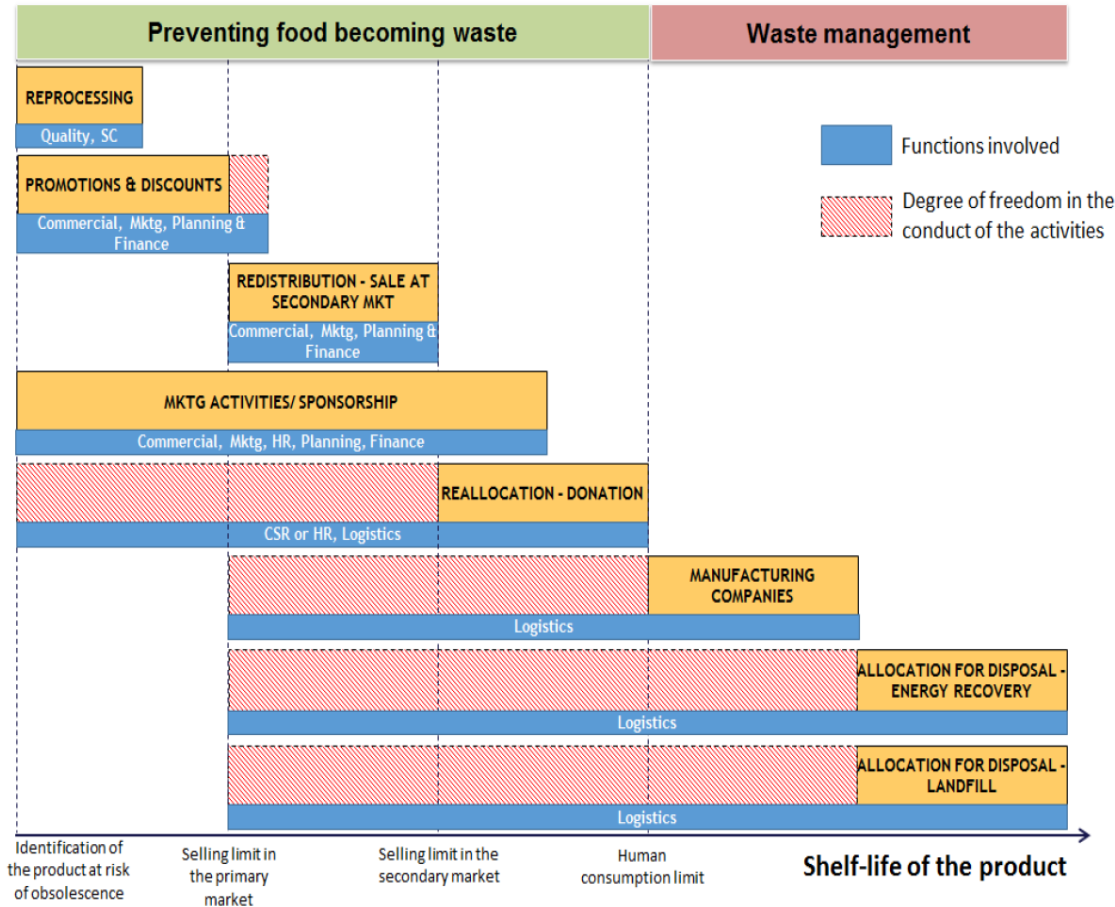 Preventing food becoming waste
Waste management
REPROCESSING
Quality, SC
Functions involved
PROMOTIONS & DISCOUNTS
Commercial, Mktg, Planning &
Finance
Degree of freedom in the
conduct of the activities
REDISTRIBUTION - SALE AT
SECONDARY MKT
Commercial, Mktg, Planning &
Finance
MKTG ACTIVITIES/ SPONSORSHIP
Commercial, Mktg, HR, Planning, Finance
REALLOCATION - DONATION
CSR or HR, Logistics
MANUFACTURING
COMPANIES
Logistics
ALLOCATION FOR DISPOSAL -
ENERGY RECOVERY
Logistics
ALLOCATION FOR DISPOSAL -
LANDFILL
Logistics
Identification of
the product at risk
of obsolescence
Selling limit in
the primary
market
Selling limit in the
secondary market
Human
consumption limit
Shelf-life of the product